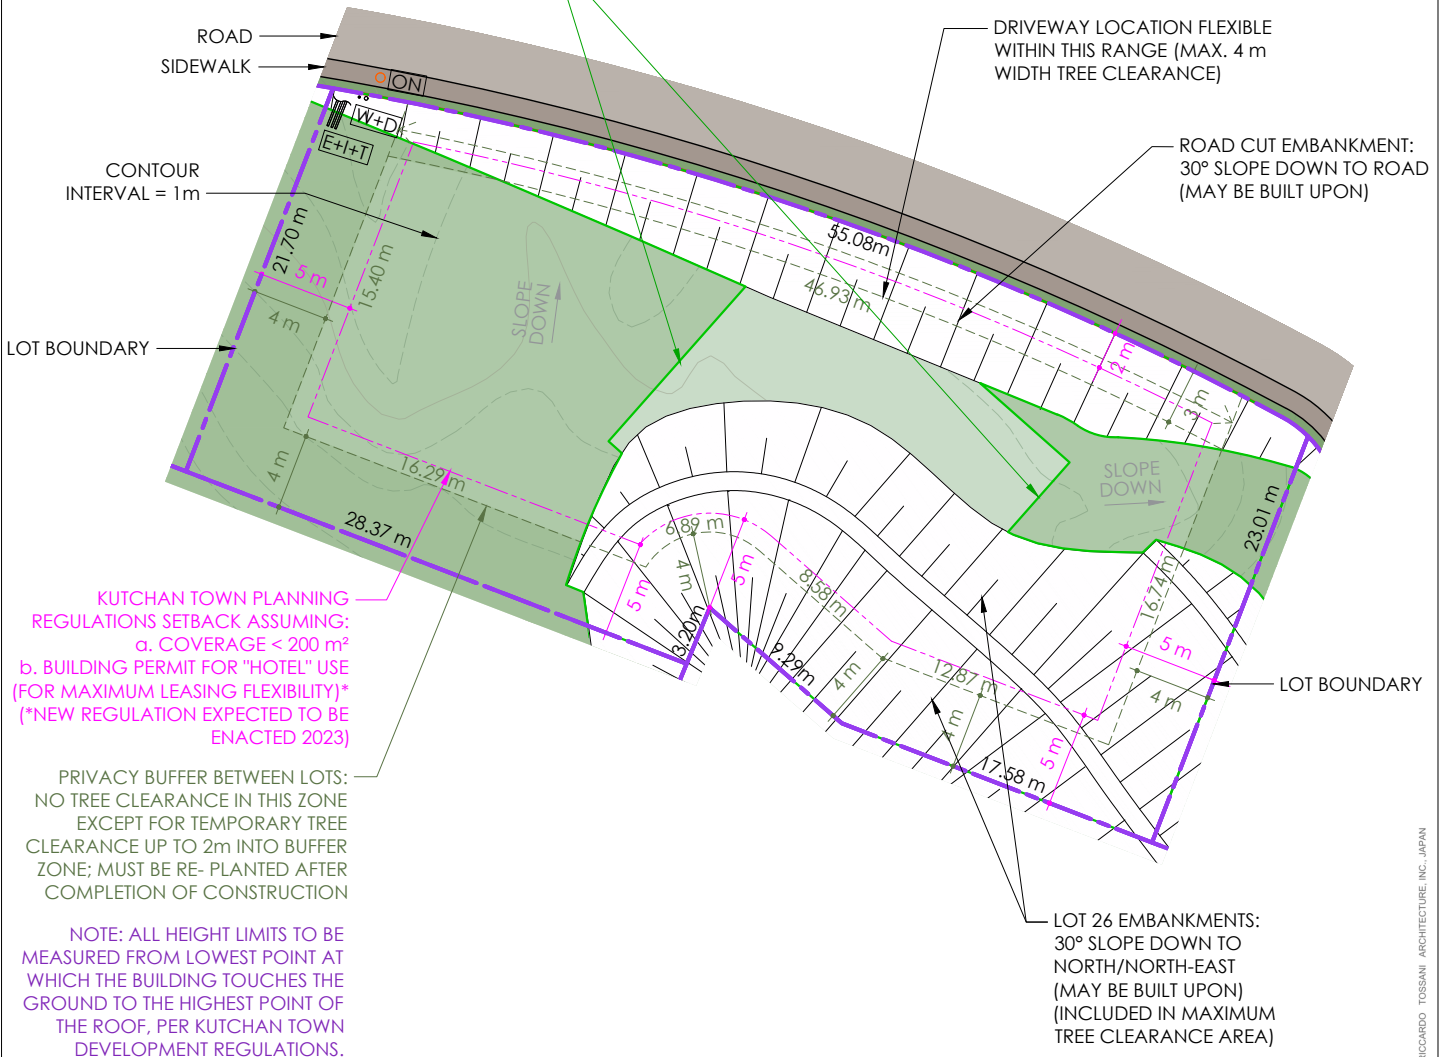 ROAD
SIDEWALK
ON
W+D
E+I+T
CONTOUR
INTERVAL = 1m
LOT BOUNDARY
DRIVEWAY LOCATION FLEXIBLE
WITHIN THIS RANGE (MAX. 4 m
WIDTH TREE CLEARANCE)
ROAD CUT EMBANKMENT:
30° SLOPE DOWN TO ROAD
(MAY BE BUILT UPON)
21.70 m
5 m
15.40 m
4 m
SLOPE
DOWN
55.08m
46.93 m
2 m
3 m
4 m
16.29m
28.37 m
SLOPE
DOWN
23.01 m
6.89 m
4 m
5 m
5 m
3.20m
8.58m
9.29m
4 m
12.87m
4 m
17.58 m
5 m
16.74m
5 m
4 m
LOT BOUNDARY
KUTCHAN TOWN PLANNING
REGULATIONS SETBACK ASSUMING:
a. COVERAGE < 200 m²
b. BUILDING PERMIT FOR "HOTEL" USE
(FOR MAXIMUM LEASING FLEXIBILITY)*
(*NEW REGULATION EXPECTED TO BE
ENACTED 2023)
PRIVACY BUFFER BETWEEN LOTS:
NO TREE CLEARANCE IN THIS ZONE
EXCEPT FOR TEMPORARY TREE
CLEARANCE UP TO 2m INTO BUFFER
ZONE; MUST BE RE- PLANTED AFTER
COMPLETION OF CONSTRUCTION
NOTE: ALL HEIGHT LIMITS TO BE
MEASURED FROM LOWEST POINT AT
WHICH THE BUILDING TOUCHES THE
GROUND TO THE HIGHEST POINT OF
THE ROOF, PER KUTCHAN TOWN
DEVELOPMENT REGULATIONS.
LOT 26 EMBANKMENTS:
30° SLOPE DOWN TO
NORTH/NORTH-EAST
(MAY BE BUILT UPON)
(INCLUDED IN MAXIMUM
TREE CLEARANCE AREA)
RICCARDO TOSSANI ARCHITECTURE, INC., JAPAN